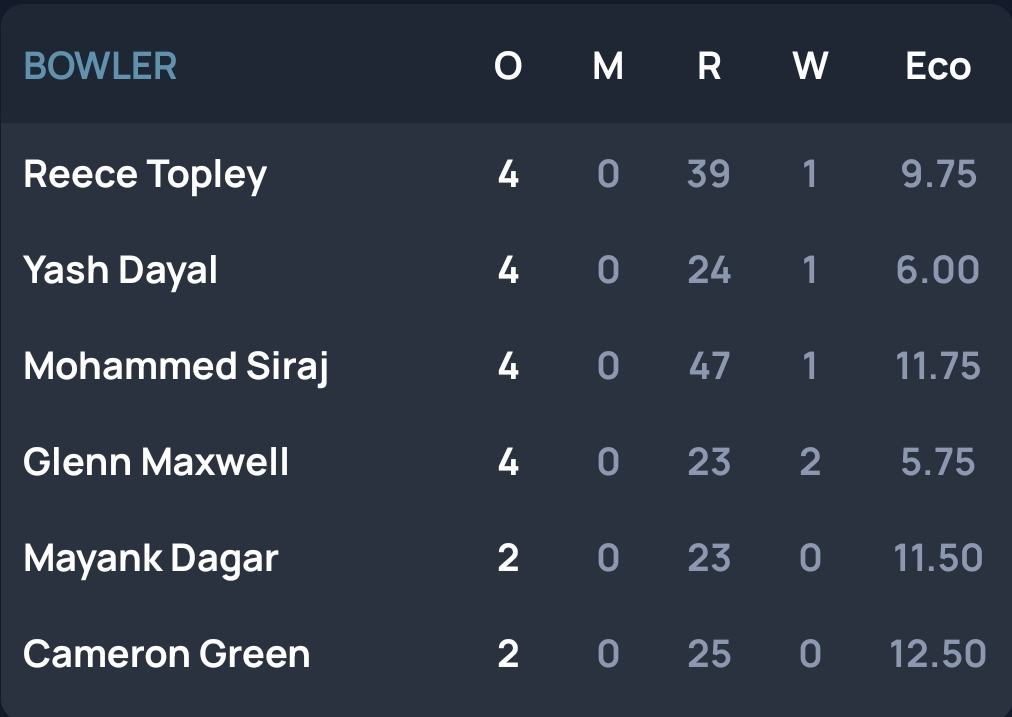 BOWLER O M R W Eco
Reece Topley 4 0 39 1 9.75
Yash Dayal 4 0 24 1 6.00
Mohammed Siraj 4 0 47 1 11.75
Glenn Maxwell 4 0 23 2 5.75
Mayank Dagar 2 0 23 0 11.50
Cameron Green 2 0 25 0 12.50